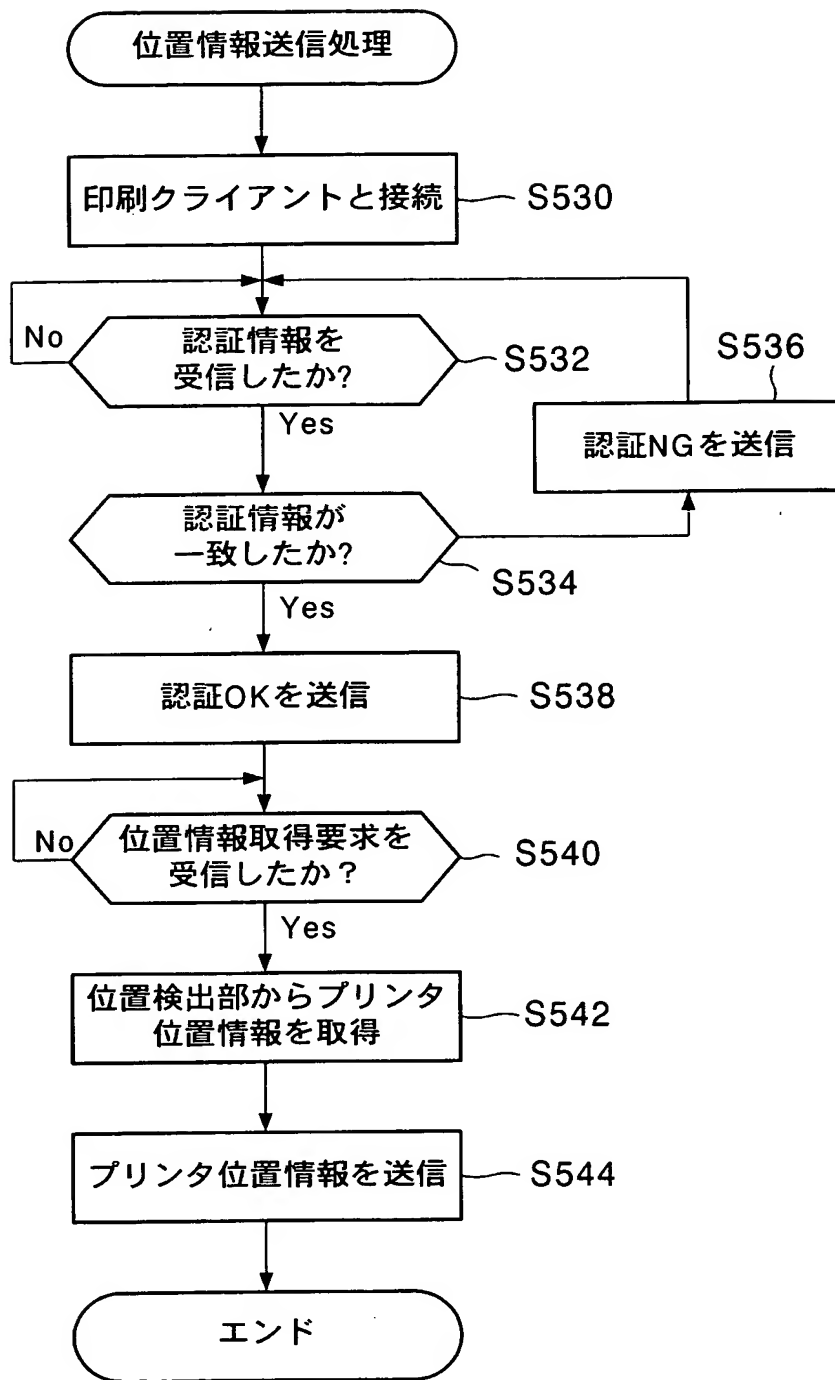 位置情報送信処理
印刷クライアントと接続
S530
No
認証情報を
受信したか?
S532
Yes
S536
認証NGを送信
認証情報が
一致したか?
S534
Yes
認証OKを送信
S538
No
位置情報取得要求を
受信したか?
S540
Yes
位置検出部からプリンタ
位置情報を取得
S542
プリンタ位置情報を送信
S544
エンド